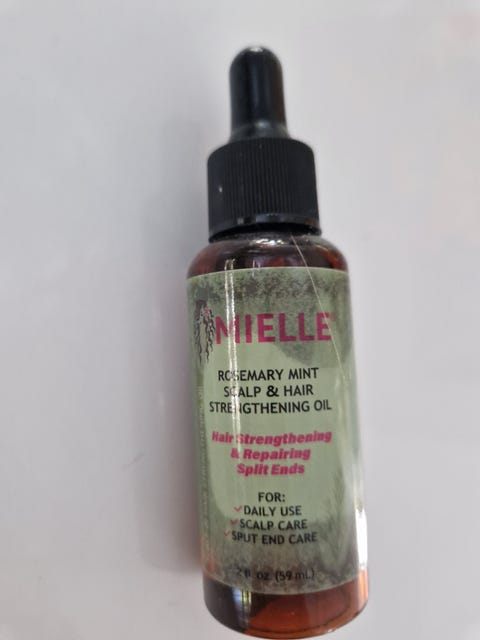 MIELLE
ROSEMARY MINT
SCALP & HAIR
STRENGTHENING OIL
Hair Strengthening
& Repairing
Split Ends
FOR:
DAILY USE
SCALP CARE
SPUT END CARE
2 fl. oz. (59 mL)